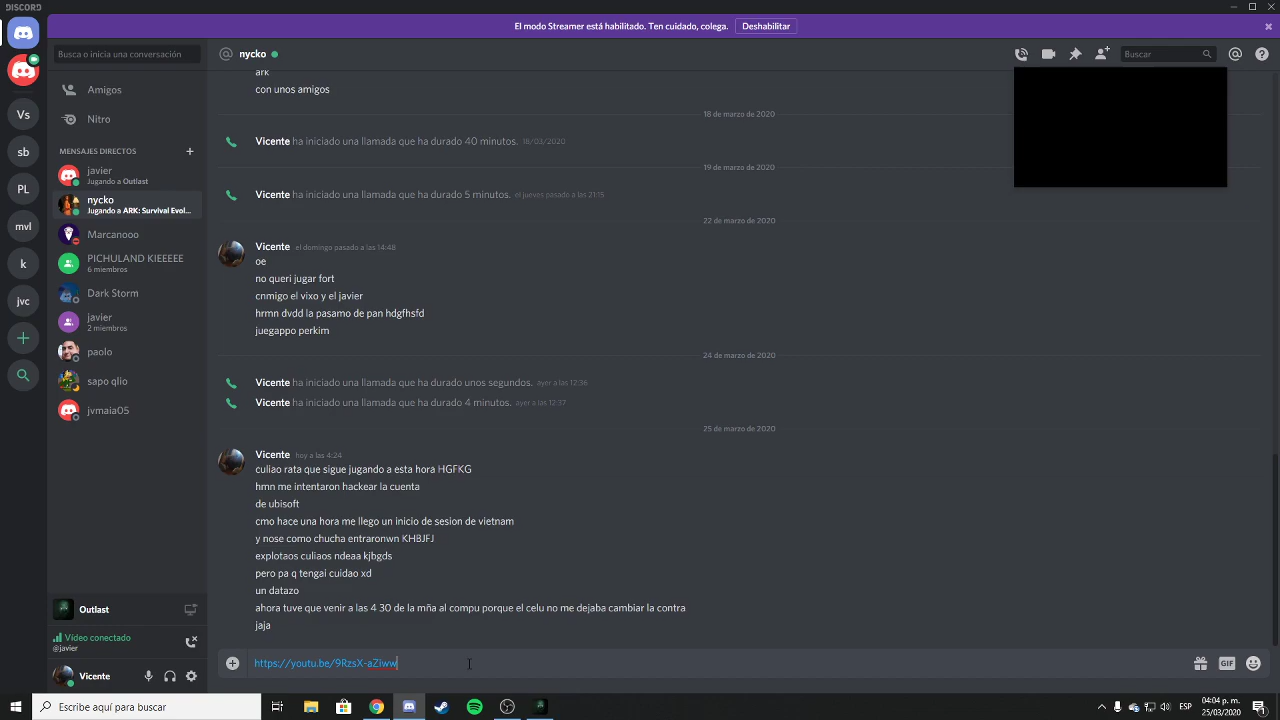 DISCORD
El modo Streamer está habilitado. Ten cuidado, colega.
Deshabilitar
Busca o inicia una conversación
nycko
Buscar
Amigos
Nitro
MENSAJES DIRECTOS
javier
Jugando a Outlast
nycko
Jugando a ARK: Survival Evol...
Marcanooo
PICHULAND KIEEEEE
6 miembros
Dark Storm
javier
2 miembros
paolo
sapo qlio
jvmaia05
Vs
sb
PL
mvl
k
jvc
ark
con unos amigos
18 de marzo de 2020
Vicente ha iniciado una llamada que ha durado 40 minutos. 18/03/2020
19 de marzo de 2020
Vicente ha iniciado una llamada que ha durado 5 minutos. el jueves pasado a las 21:15
22 de marzo de 2020
Vicente el domingo pasado a las 14:48
oe
no queri jugar fort
cnmigo el vixo y el javier
hrmn dvdd la pasamo de pan hdgfhsfd
juegappo perkim
24 de marzo de 2020
Vicente ha iniciado una llamada que ha durado unos segundos. ayer a las 12:36
Vicente ha iniciado una llamada que ha durado 4 minutos. ayer a las 12:37
25 de marzo de 2020
Vicente hoy a las 4:24
culiao rata que sigue jugando a esta hora HGFKG
hmn me intentaron hackear la cuenta
de ubisoft
cmo hace una hora me llego un inicio de sesion de vietnam
y nose como chucha entraronwn KHBJFJ
explotaos culiaos ndeaa kjbgds
pero pa q tengai cuidao xd
un datazo
ahora tuve que venir a las 4 30 de la mña al compu porque el celu no me dejaba cambiar la contra
jaja
https://youtu.be/9RzsX-aZiww
Outlast
Vídeo conectado
@javier
Vicente
GIF
Escribe aquí para buscar
ESP
04:04 p. m.
25/03/2020
1